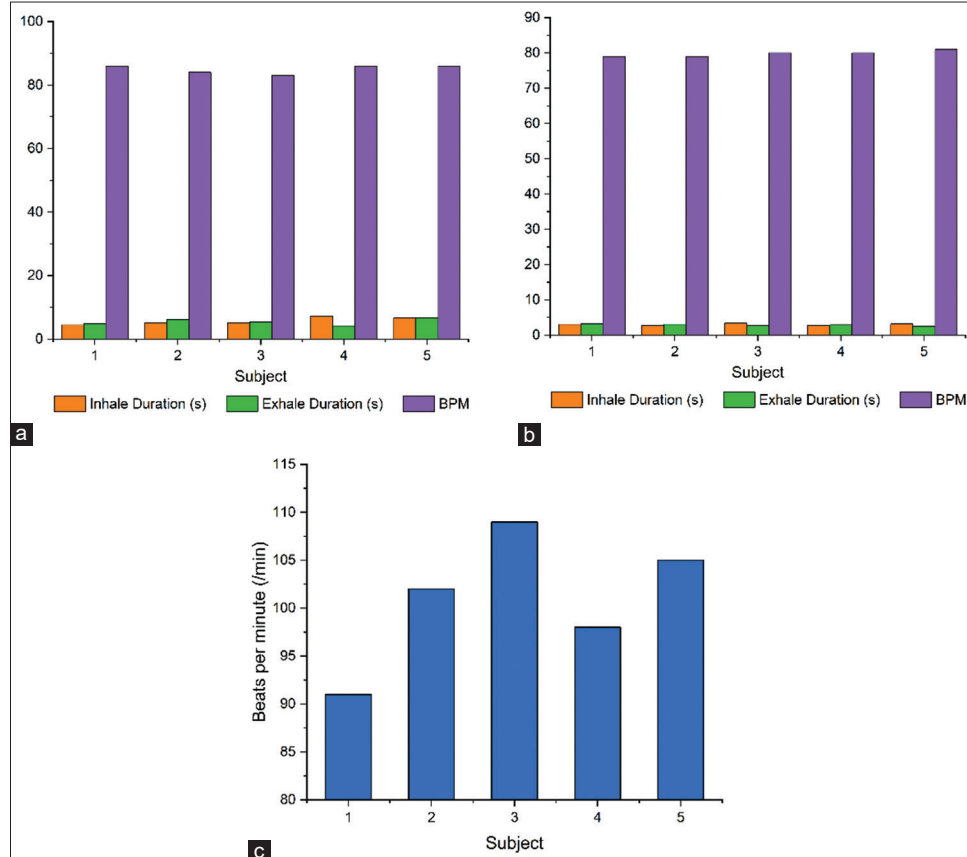 100
80
60
40
20
0
1 2 3 4 5
Subject
Inhale Duration (s) Exhale Duration (s) BPM
a
90
80
70
60
50
40
30
20
10
0
1 2 3 4 5
Subject
Inhale Duration (s) Exhale Duration (s) BPM
b
Beats per minute (/min)
115
110
105
100
95
90
85
80
1 2 3 4 5
Subject
c